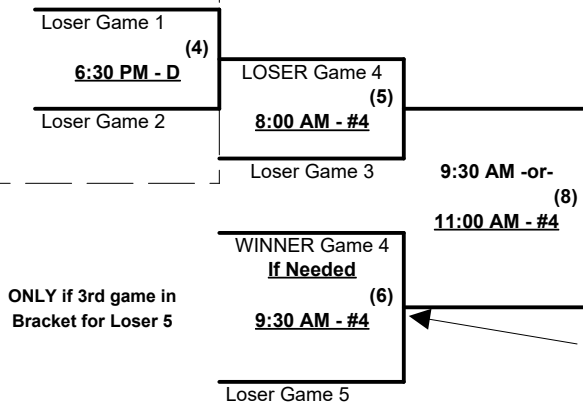 Loser Game 1
(4)
6:30 PM - D
Loser Game 2
LOSER Game 4
(5)
8:00 AM - #4
Loser Game 3
9:30 AM -or-
(8)
11:00 AM - #4
WINNER Game 4
If Needed
(6)
9:30 AM - #4
Loser Game 5
ONLY if 3rd game in
Bracket for Loser 5